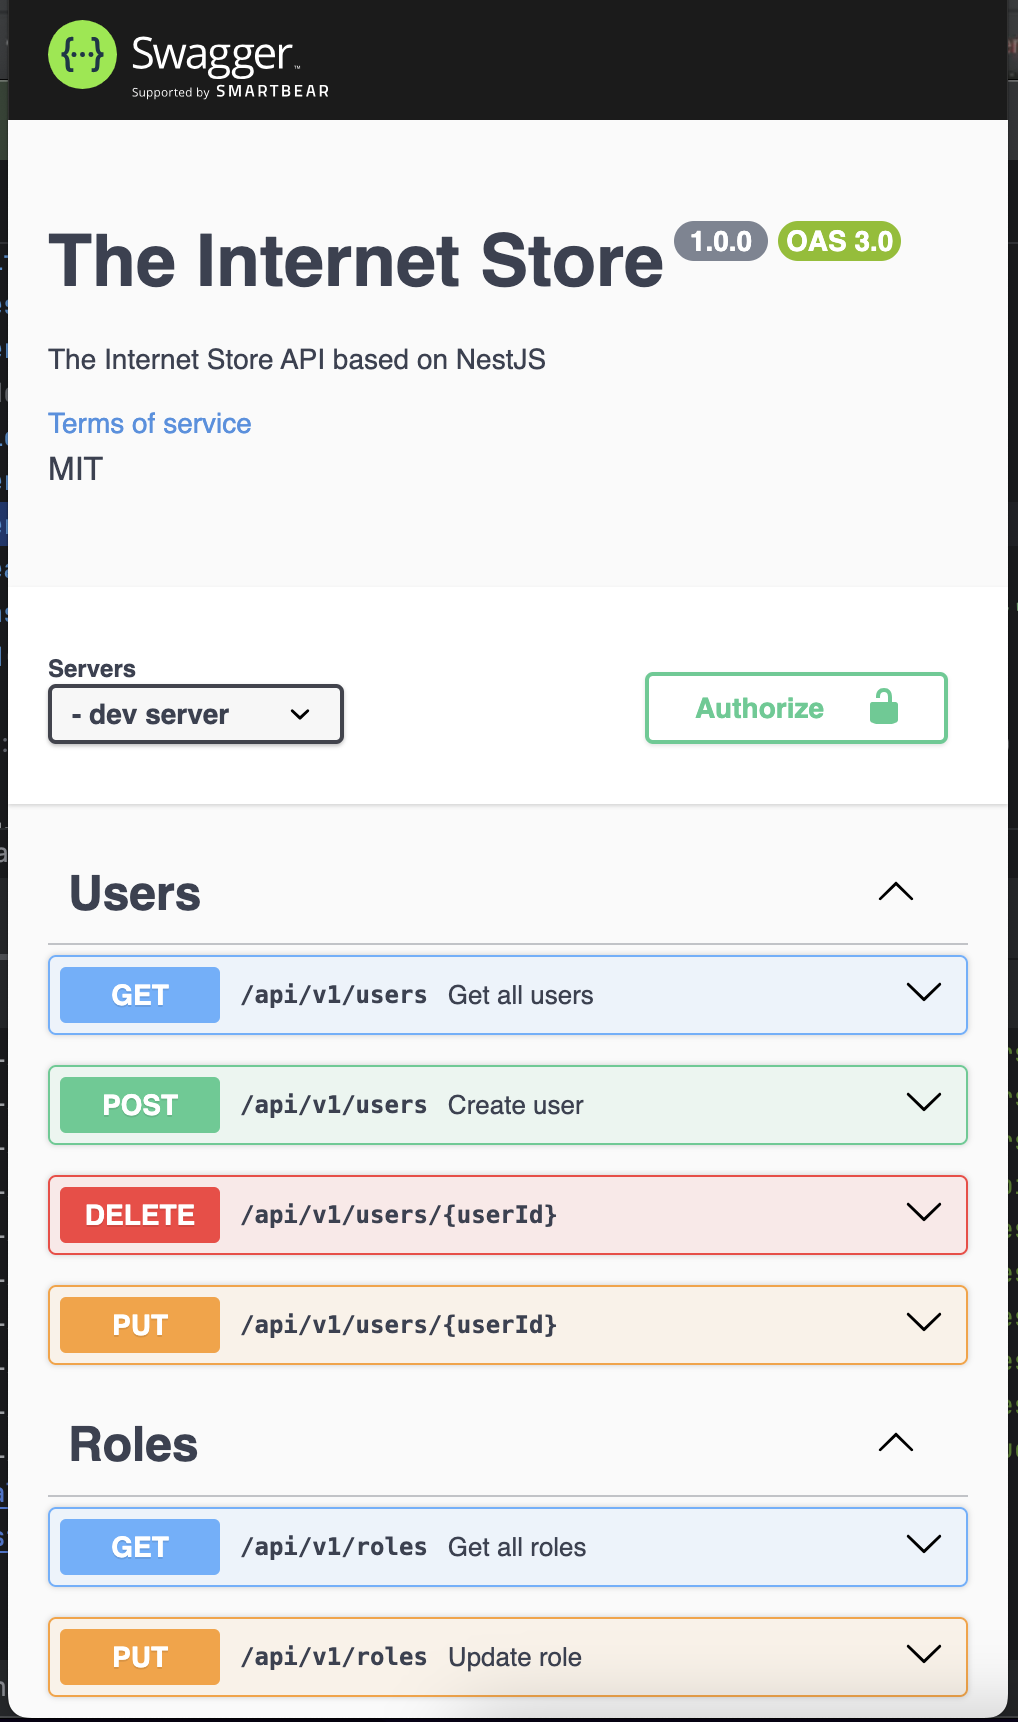 Swagger™
Supported by SMARTBEAR
The Internet Store 1.0.0 OAS 3.0
The Internet Store API based on NestJS
Terms of service
MIT
Servers
- dev server
Authorize
Users
GET /api/v1/users Get all users
POST /api/v1/users Create user
DELETE /api/v1/users/{userId}
PUT /api/v1/users/{userId}
Roles
GET /api/v1/roles Get all roles
PUT /api/v1/roles Update role